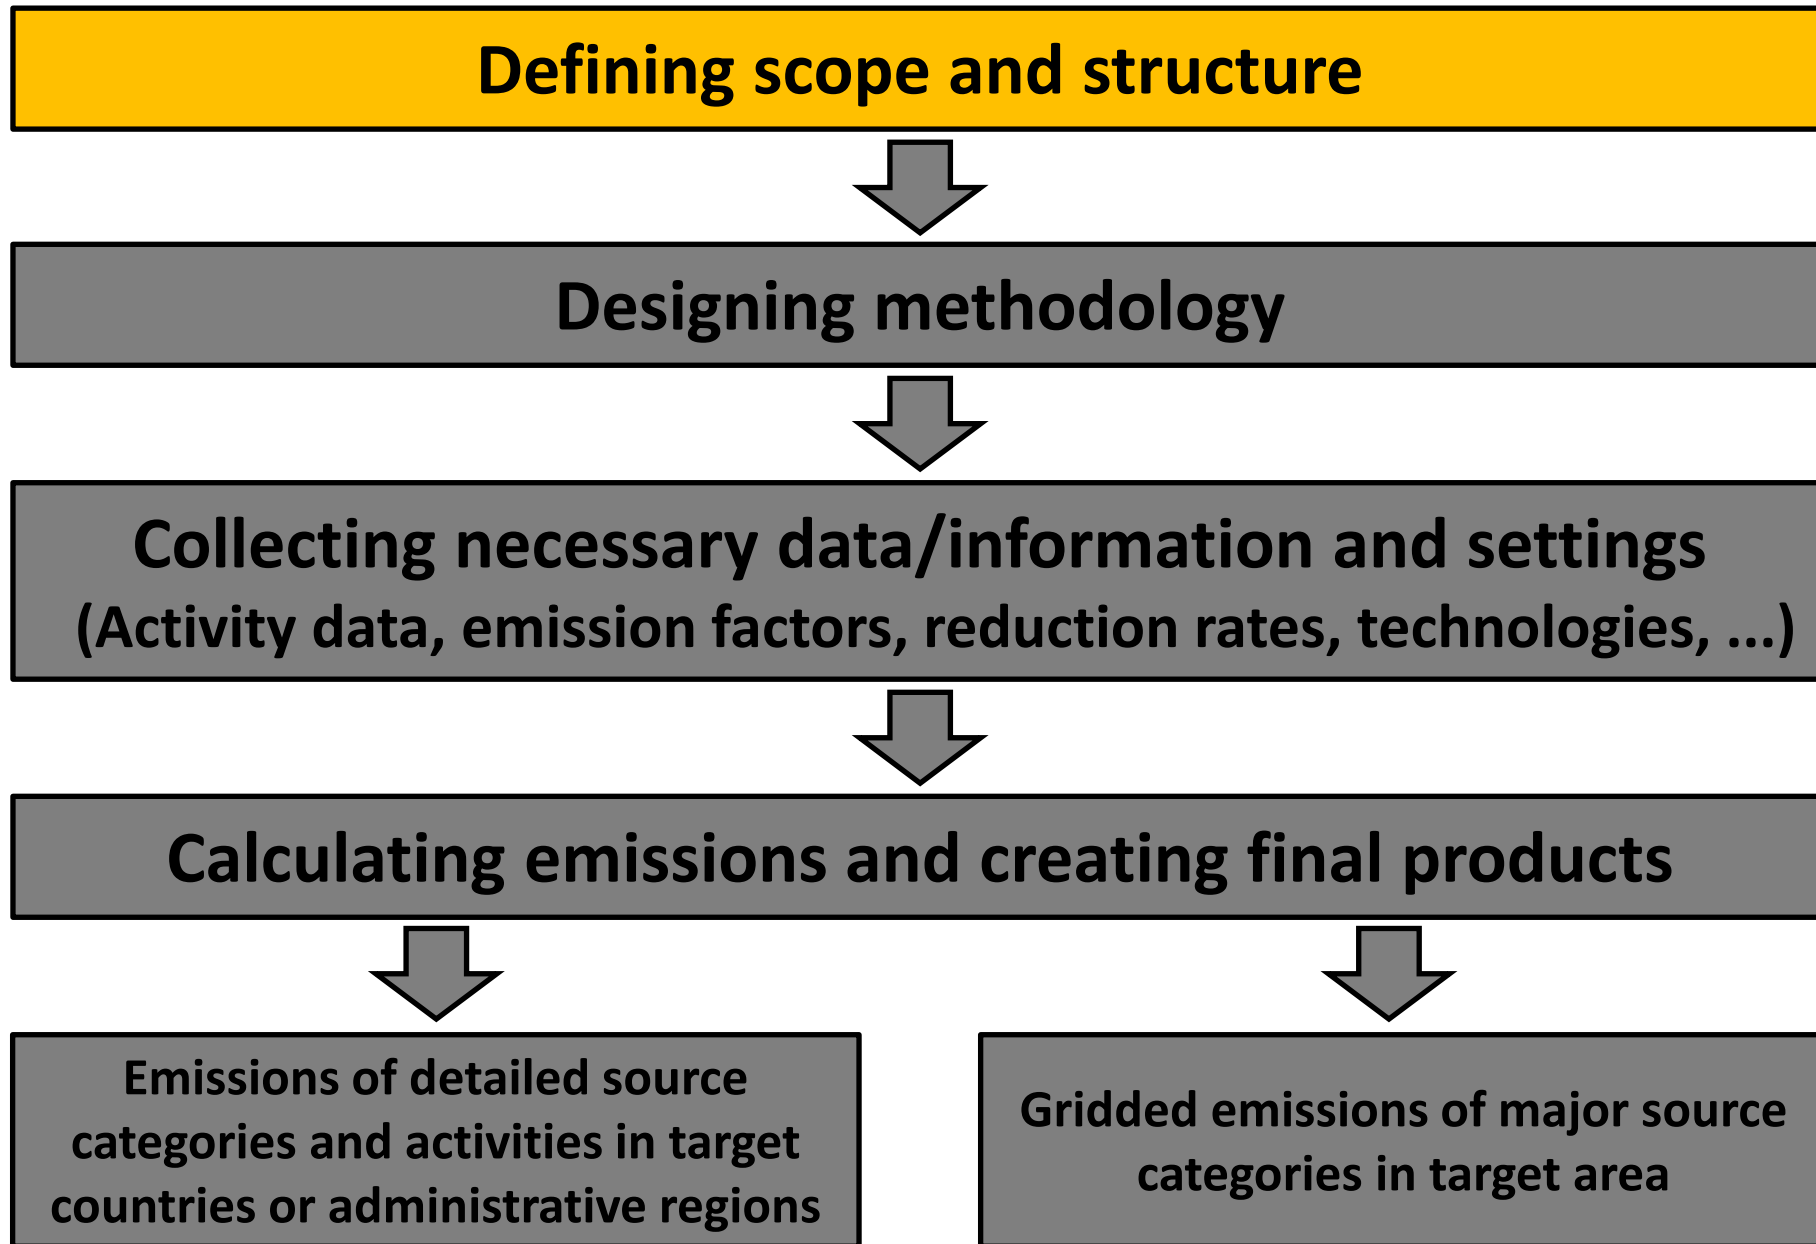 Defining scope and structure
Designing methodology
Collecting necessary data/information and settings
(Activity data, emission factors, reduction rates, technologies, ...)
Calculating emissions and creating final products
Emissions of detailed source
categories and activities in target
countries or administrative regions
Gridded emissions of major source
categories in target area